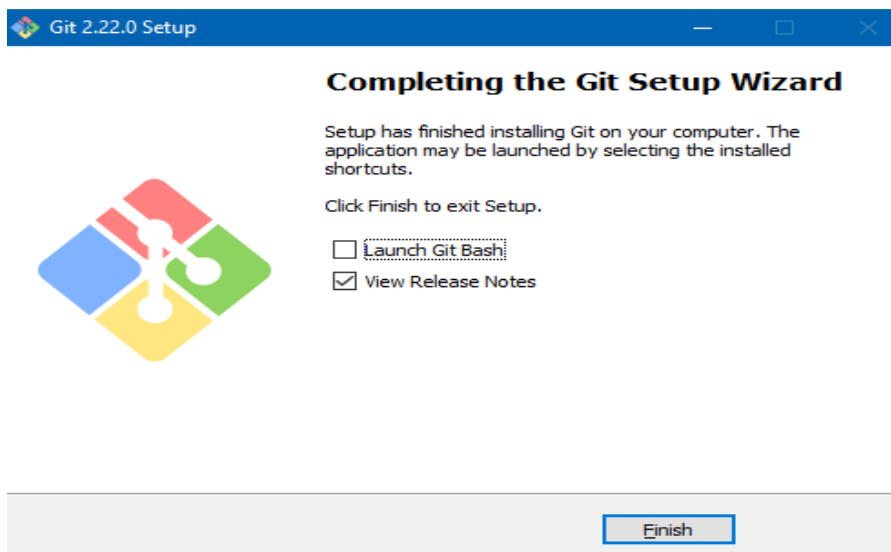 Git 2.22.0 Setup
Completing the Git Setup Wizard
Setup has finished installing Git on your computer. The
application may be launched by selecting the installed
shortcuts.
Click Finish to exit Setup.
Launch Git Bash
View Release Notes
Finish